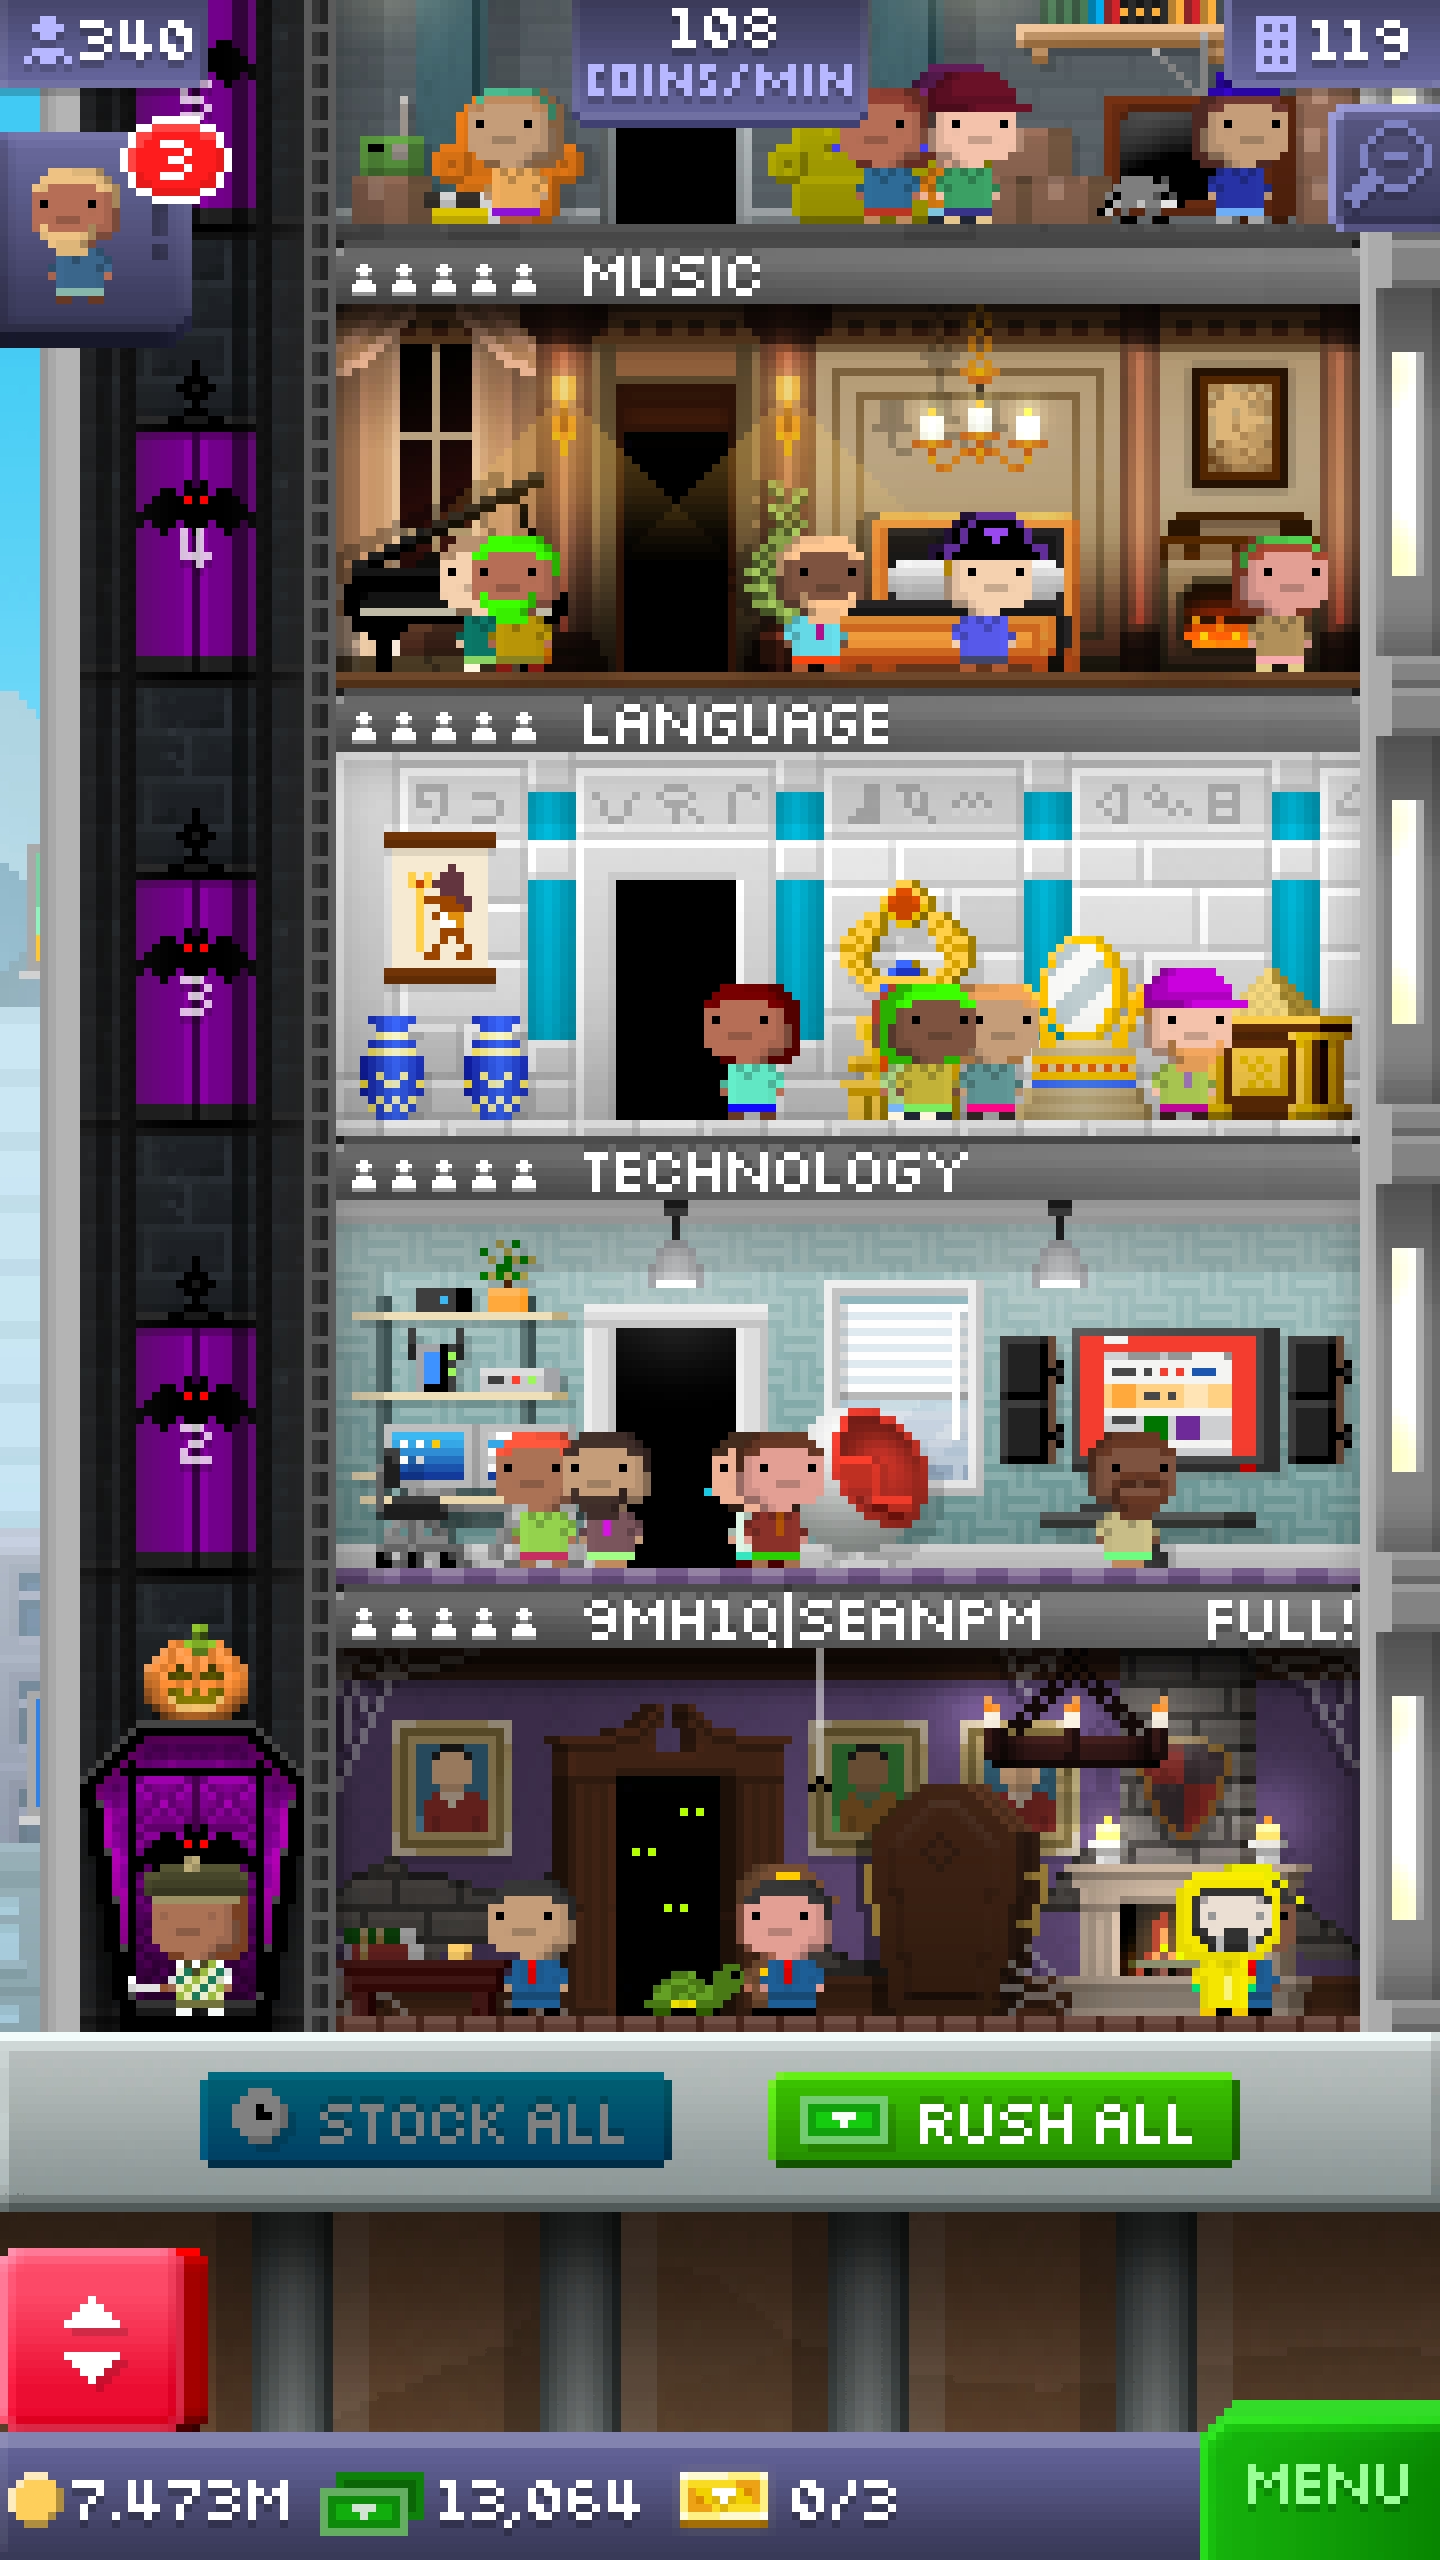 340
108
COINS/MIN
119
5
3
MUSIC
4
LANGUAGE
3
TECHNOLOGY
2
9MH1Q|SEANPM FULL!
STOCK ALL
RUSH ALL
7.473M
13,064
0/3
MENU